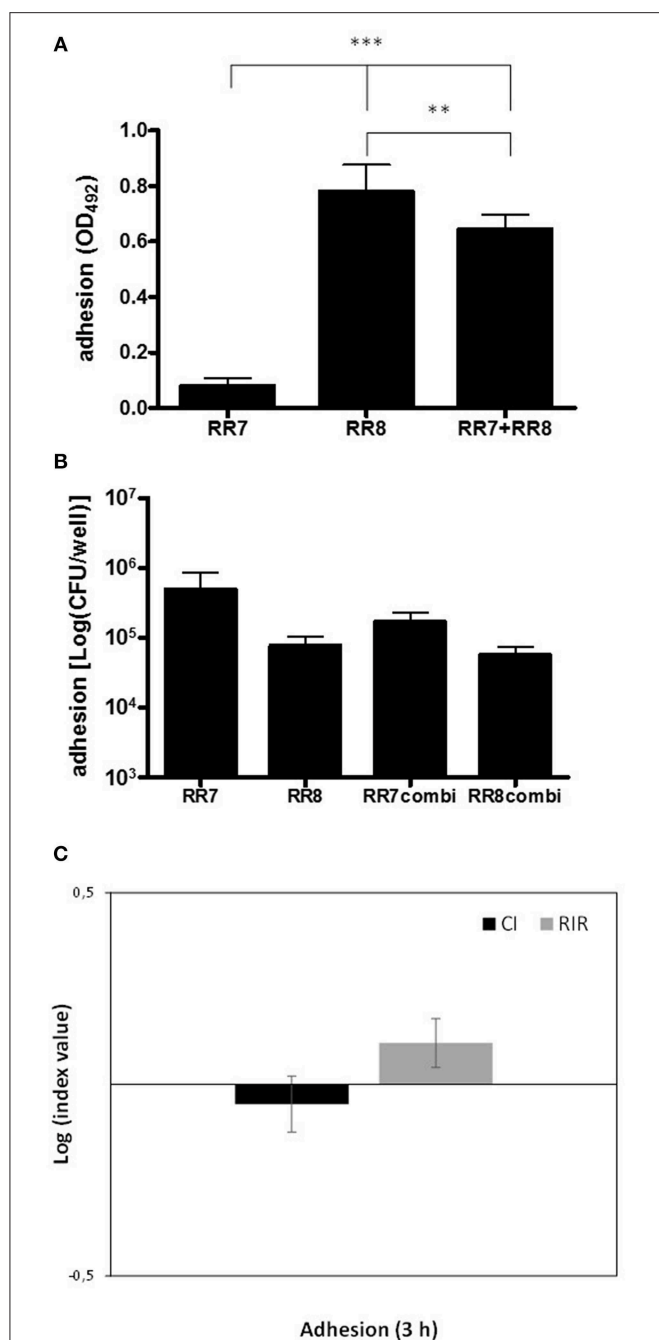 A
***
**
adhesion (OD492)
1.0
0.8
0.6
0.4
0.2
0.0
RR7 RR8 RR7+RR8
B
adhesion [Log(CFU/well)]
10^7
10^6
10^5
10^4
10^3
RR7 RR8 RR7combi RR8combi
C
0,5
CI RIR
Log (index value)
-0,5
Adhesion (3 h)